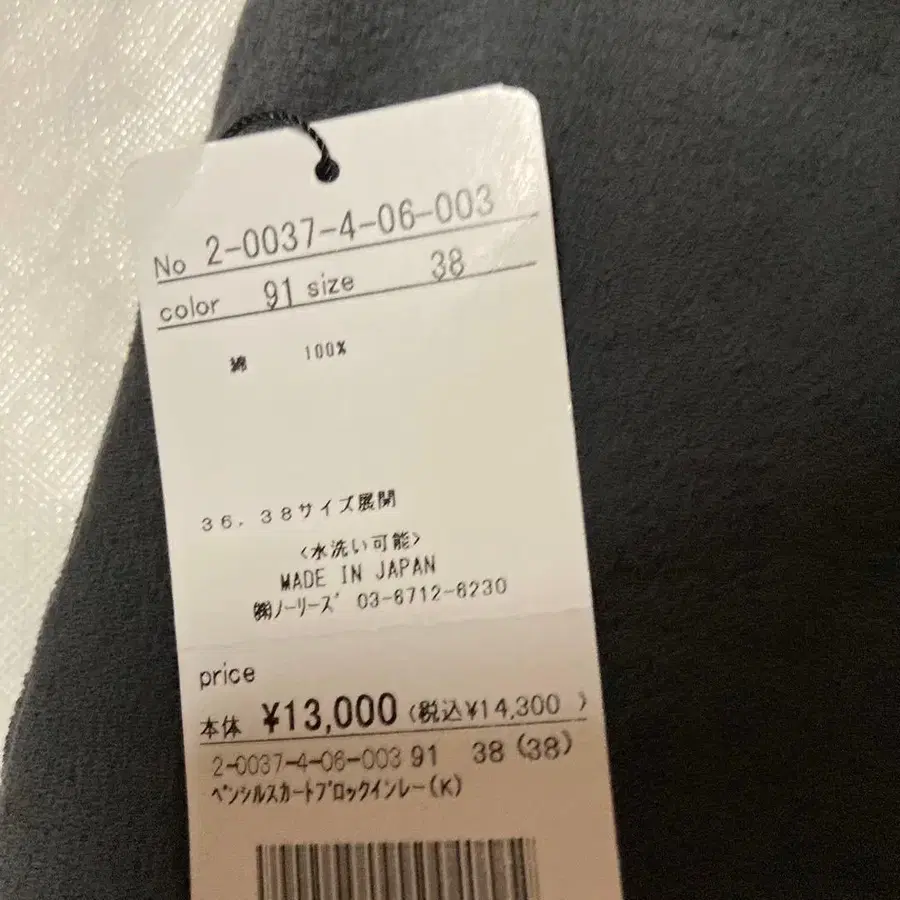 No 2-0037-4-06-003
color 91 size 38
綿 100%
36. 38サイズ展開
<水洗い可能>
MADE IN JAPAN
㈱ﾉｰﾘｰｽﾞ 03-6712-6230
price
本体 ¥13,000 (税込¥14,300 )
2-0037-4-06-003 91 38 (38)
ﾍﾟﾝｼﾙｽｶｰﾄﾌﾞﾛｯｸｲﾝﾚｰ(K)